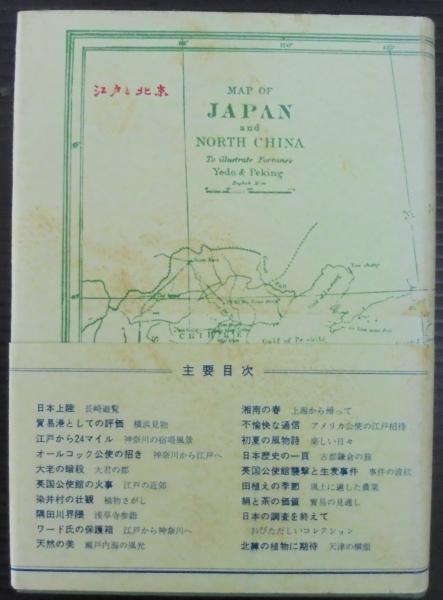 江戸と北京
MAP OF
JAPAN
and
NORTH CHINA
To illustrate Fortune's
Yedo & Peking
English Miles
110°
40
Gulf of Pe-chili
主要目次
日本上陸 長崎遊覧
貿易港としての評価 横浜見物
江戸から24マイル 神奈川の宿場風景
オールコック公使の招き 神奈川から江戸へ
大老の暗殺 大君の都
英国公使館の火事 江戸の近郊
染井村の壮観 植物さがし
隅田川界隈 浅草寺参詣
ワード氏の保護箱 江戸から神奈川へ
天然の美 瀬戸内海の風光
湘南の春 上海から帰って
不愉快な通信 アメリカ公使の江戸招待
初夏の風物詩 楽しい日々
日本歴史の一頁 古都鎌倉の旅
英国公使館襲撃と生麦事件 事件の波紋
田植えの季節 風土に適した農業
絹と茶の価値 貿易の見通し
日本の調査を終えて
おびただしいコレクション
北鮮の植物に期待 天津の横顔